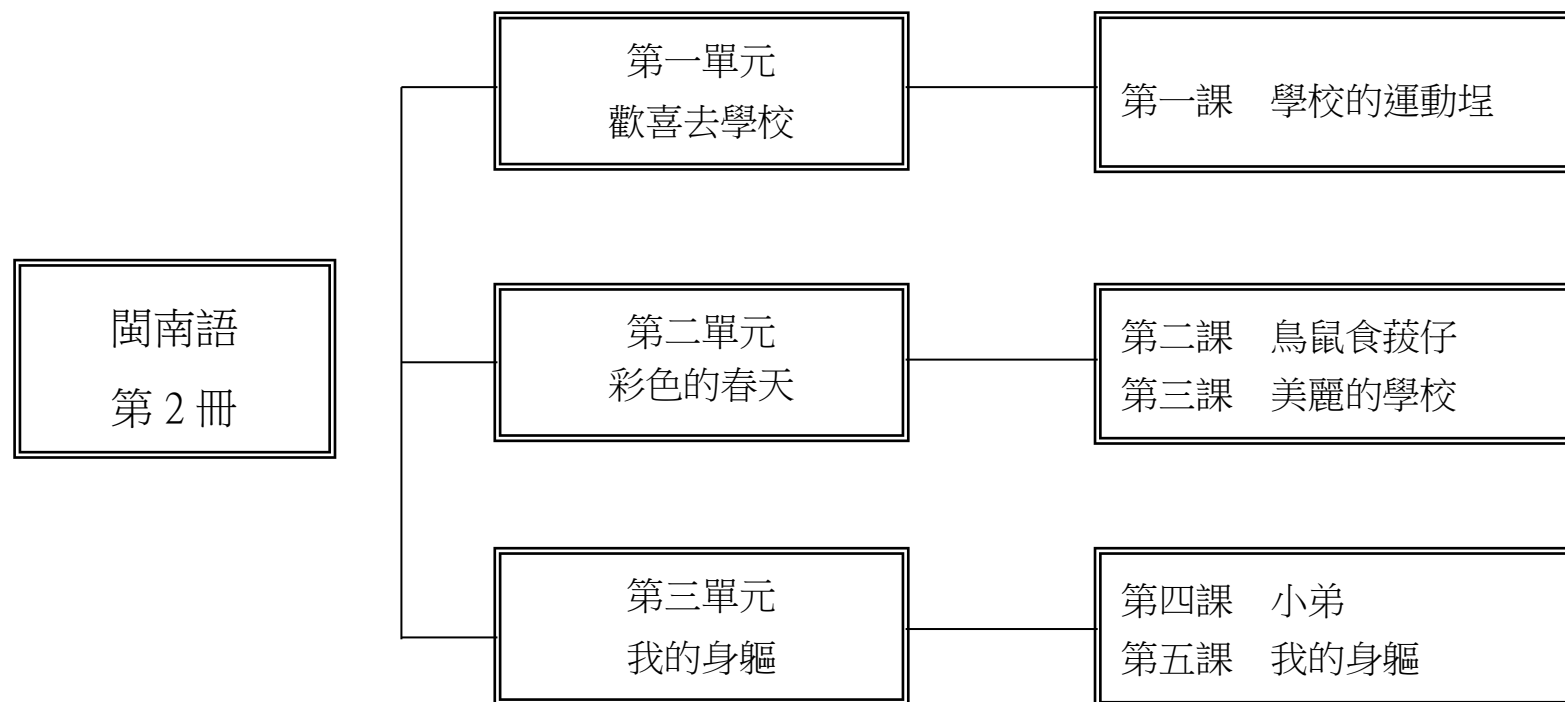 閩南語
第 2 冊
第一單元
歡喜去學校
第一課　學校的運動埕
第二單元
彩色的春天
第二課　鳥鼠食菝仔
第三課　美麗的學校
第三單元
我的身軀
第四課　小弟
第五課　我的身軀